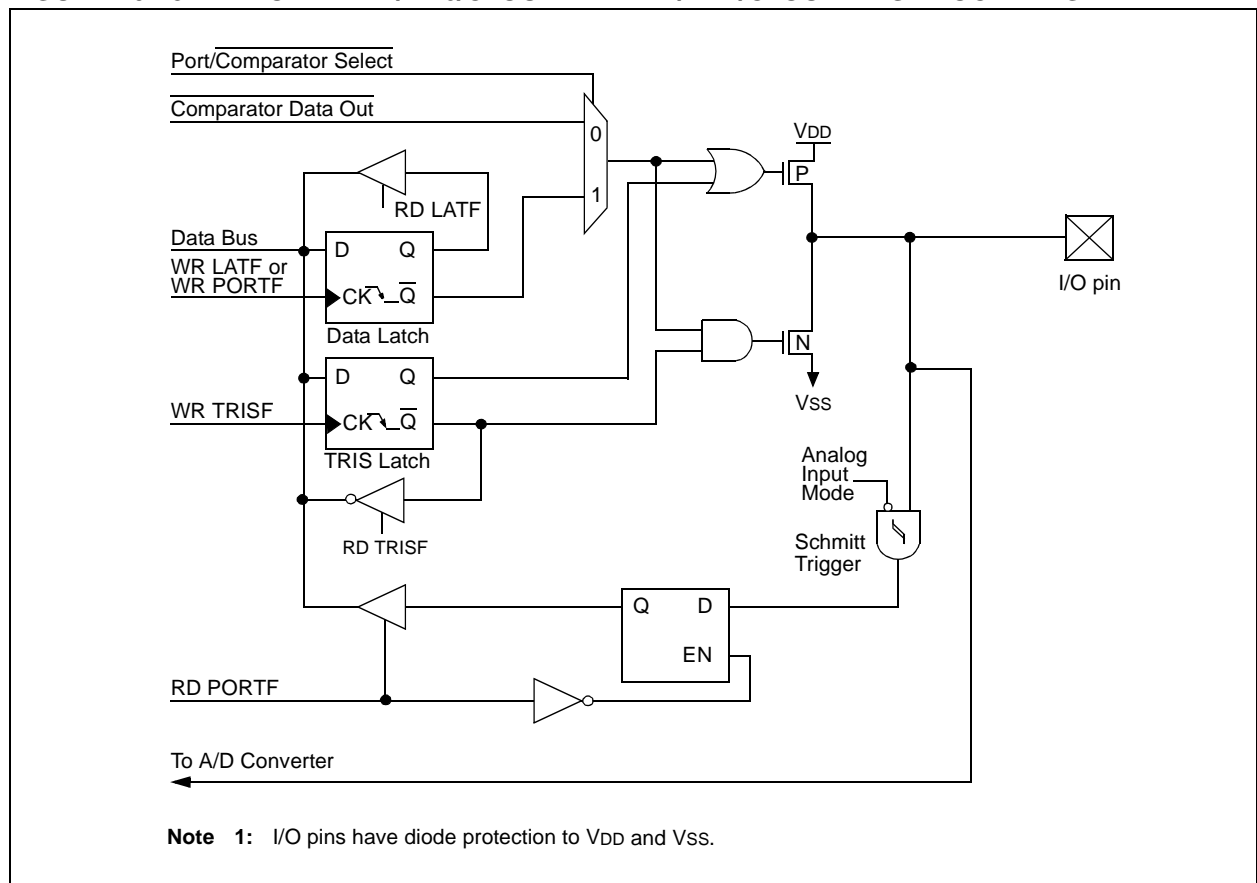 Port/Comparator Select
Comparator Data Out
0
1
VDD
P
RD LATF
Data Bus
D Q
WR LATF or
WR PORTF
CK Q
Data Latch
I/O pin
N
VSS
D Q
WR TRISF
CK Q
TRIS Latch
Analog
Input
Mode
RD TRISF
Schmitt
Trigger
Q D
EN
RD PORTF
To A/D Converter
Note 1: I/O pins have diode protection to VDD and VSS.